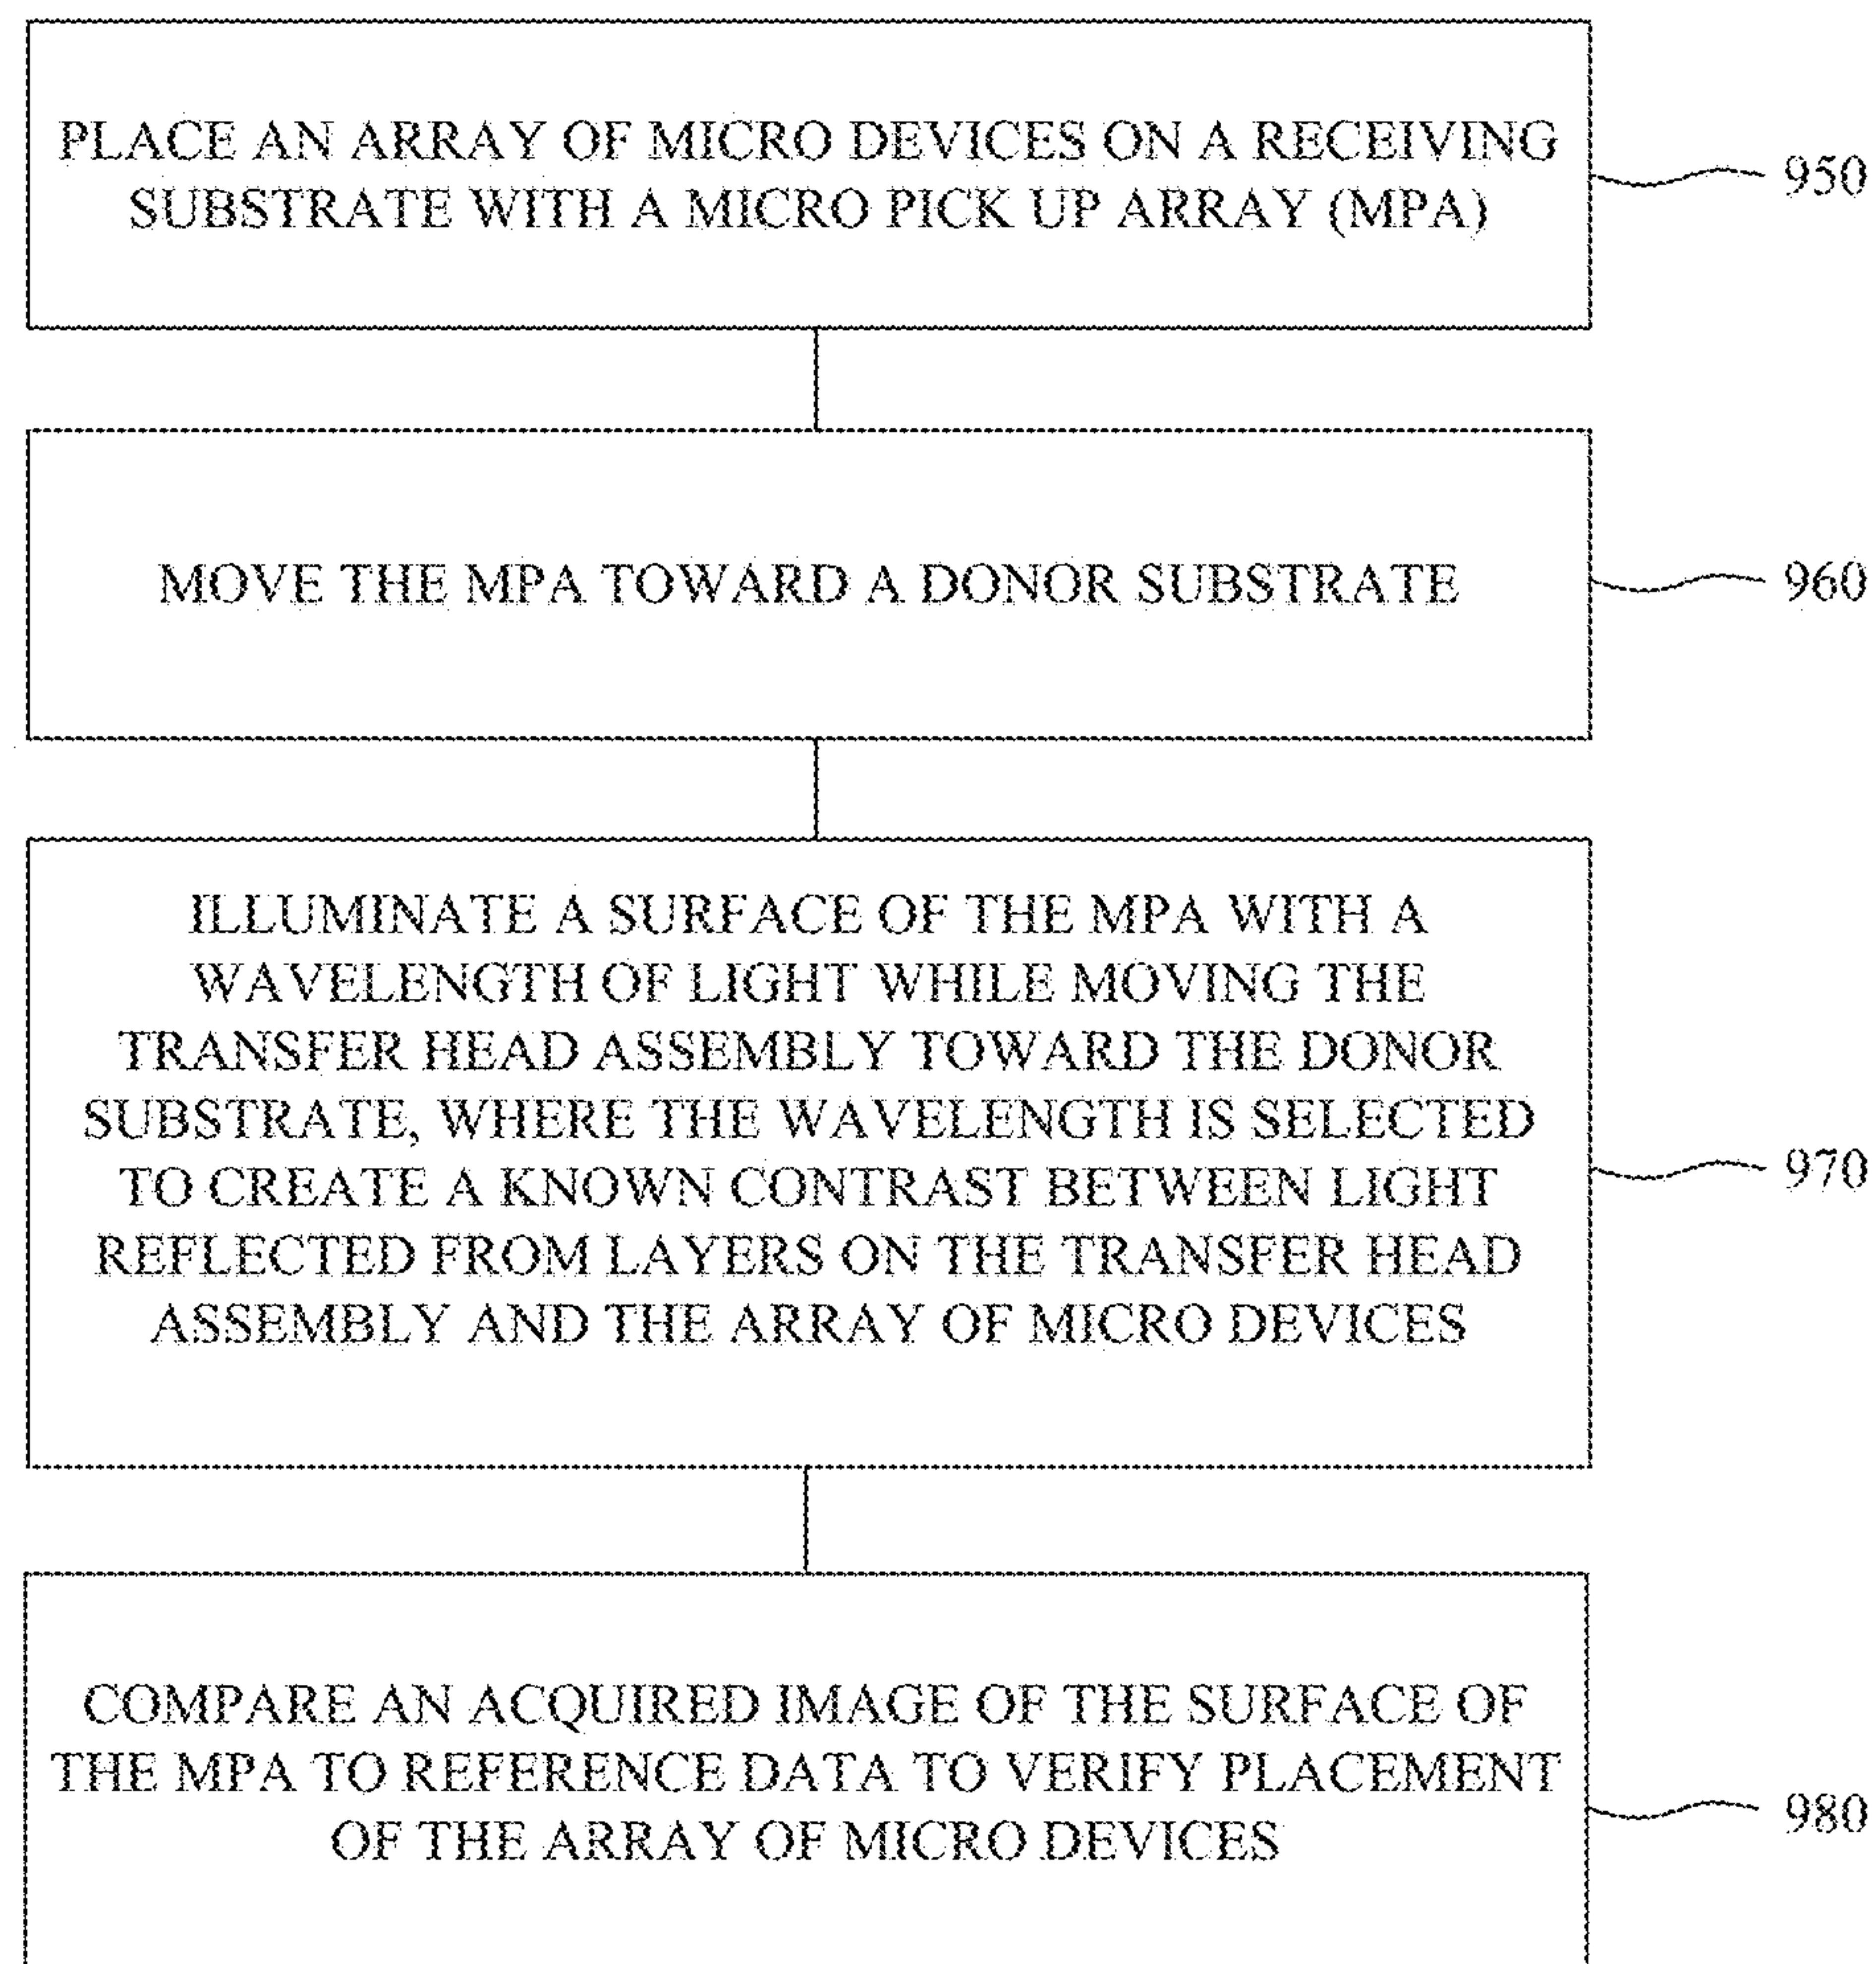 PLACE AN ARRAY OF MICRO DEVICES ON A RECEIVING
SUBSTRATE WITH A MICRO PICK UP ARRAY (MPA)
950
MOVE THE MPA TOWARD A DONOR SUBSTRATE
960
ILLUMINATE A SURFACE OF THE MPA WITH A
WAVELENGTH OF LIGHT WHILE MOVING THE
TRANSFER HEAD ASSEMBLY TOWARD THE DONOR
SUBSTRATE, WHERE THE WAVELENGTH IS SELECTED
TO CREATE A KNOWN CONTRAST BETWEEN LIGHT
REFLECTED FROM LAYERS ON THE TRANSFER HEAD
ASSEMBLY AND THE ARRAY OF MICRO DEVICES
970
COMPARE AN ACQUIRED IMAGE OF THE SURFACE OF
THE MPA TO REFERENCE DATA TO VERIFY PLACEMENT
OF THE ARRAY OF MICRO DEVICES
980